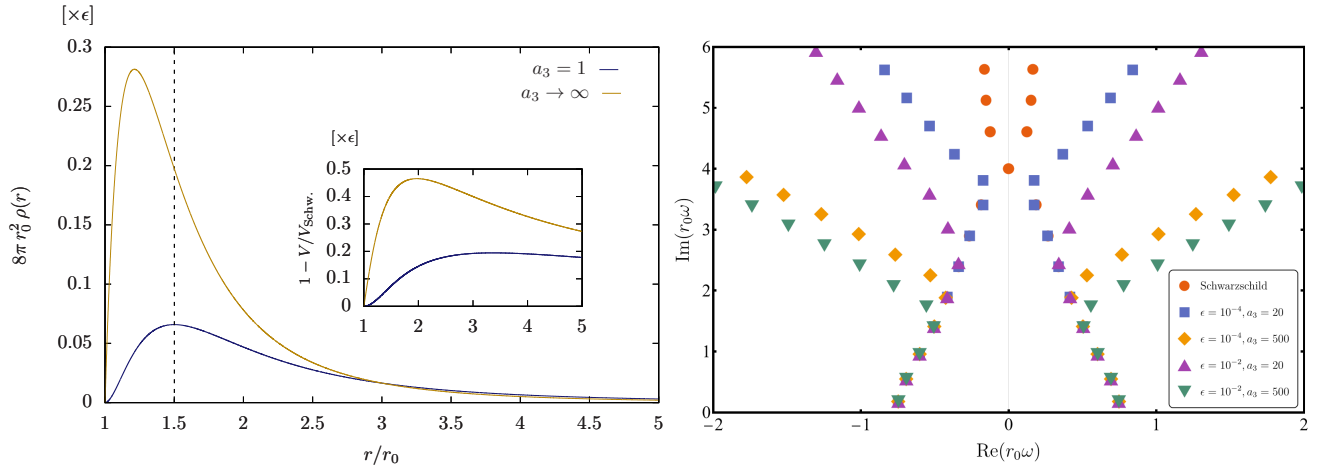 [×ϵ]
0.3
0.25
0.2
0.15
0.1
0.05
0
8π r₀² ρ(r)
1 1.5 2 2.5 3 3.5 4 4.5 5
r/r₀
a₃ = 1
a₃ → ∞
[×ϵ]
0.5
0.4
0.3
0.2
0.1
0
1 − V/V_Schw.
1 2 3 4 5
6
5
4
3
2
1
0
Im(r₀ω)
−2 −1 0 1 2
Re(r₀ω)
Schwarzschild
ϵ = 10⁻⁴, a₃ = 20
ϵ = 10⁻⁴, a₃ = 500
ϵ = 10⁻², a₃ = 20
ϵ = 10⁻², a₃ = 500